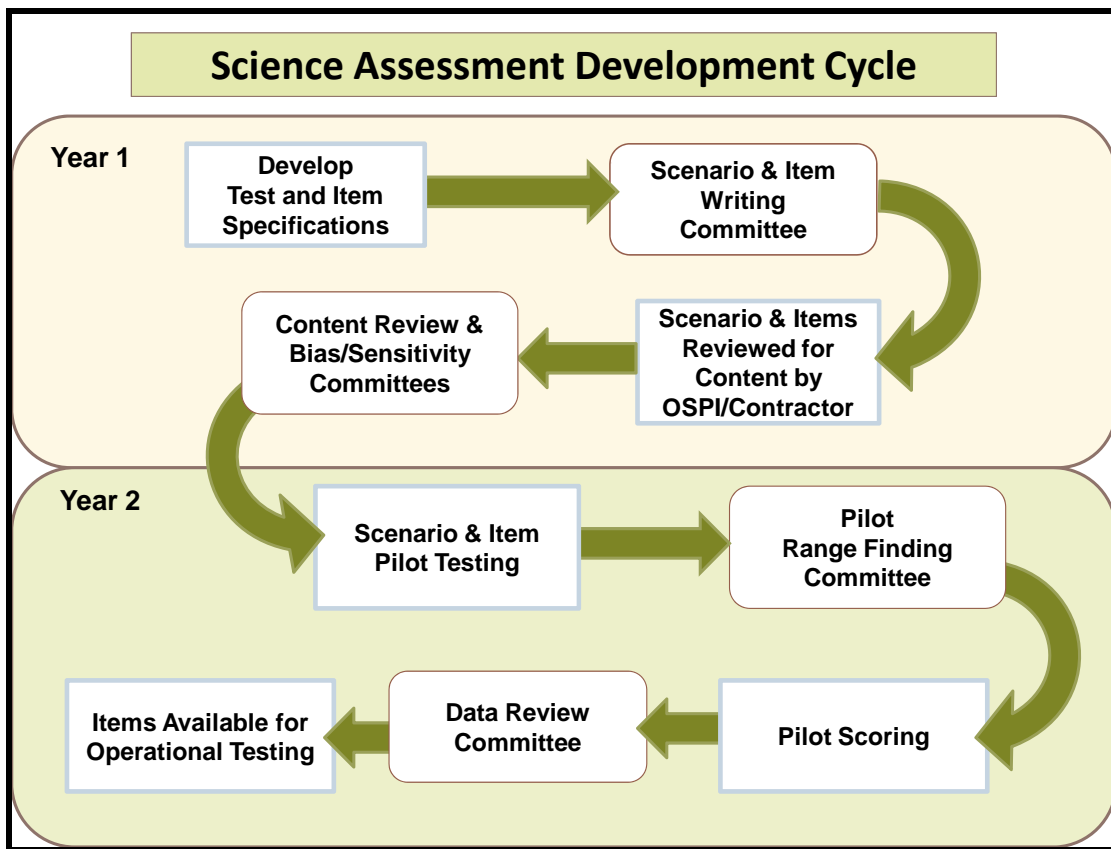 Science Assessment Development Cycle
Year 1
Develop
Test and Item
Specifications
Scenario & Item
Writing
Committee
Scenario & Items
Reviewed for
Content by
OSPI/Contractor
Content Review &
Bias/Sensitivity
Committees
Year 2
Scenario & Item
Pilot Testing
Pilot
Range Finding
Committee
Pilot Scoring
Data Review
Committee
Items Available for
Operational Testing